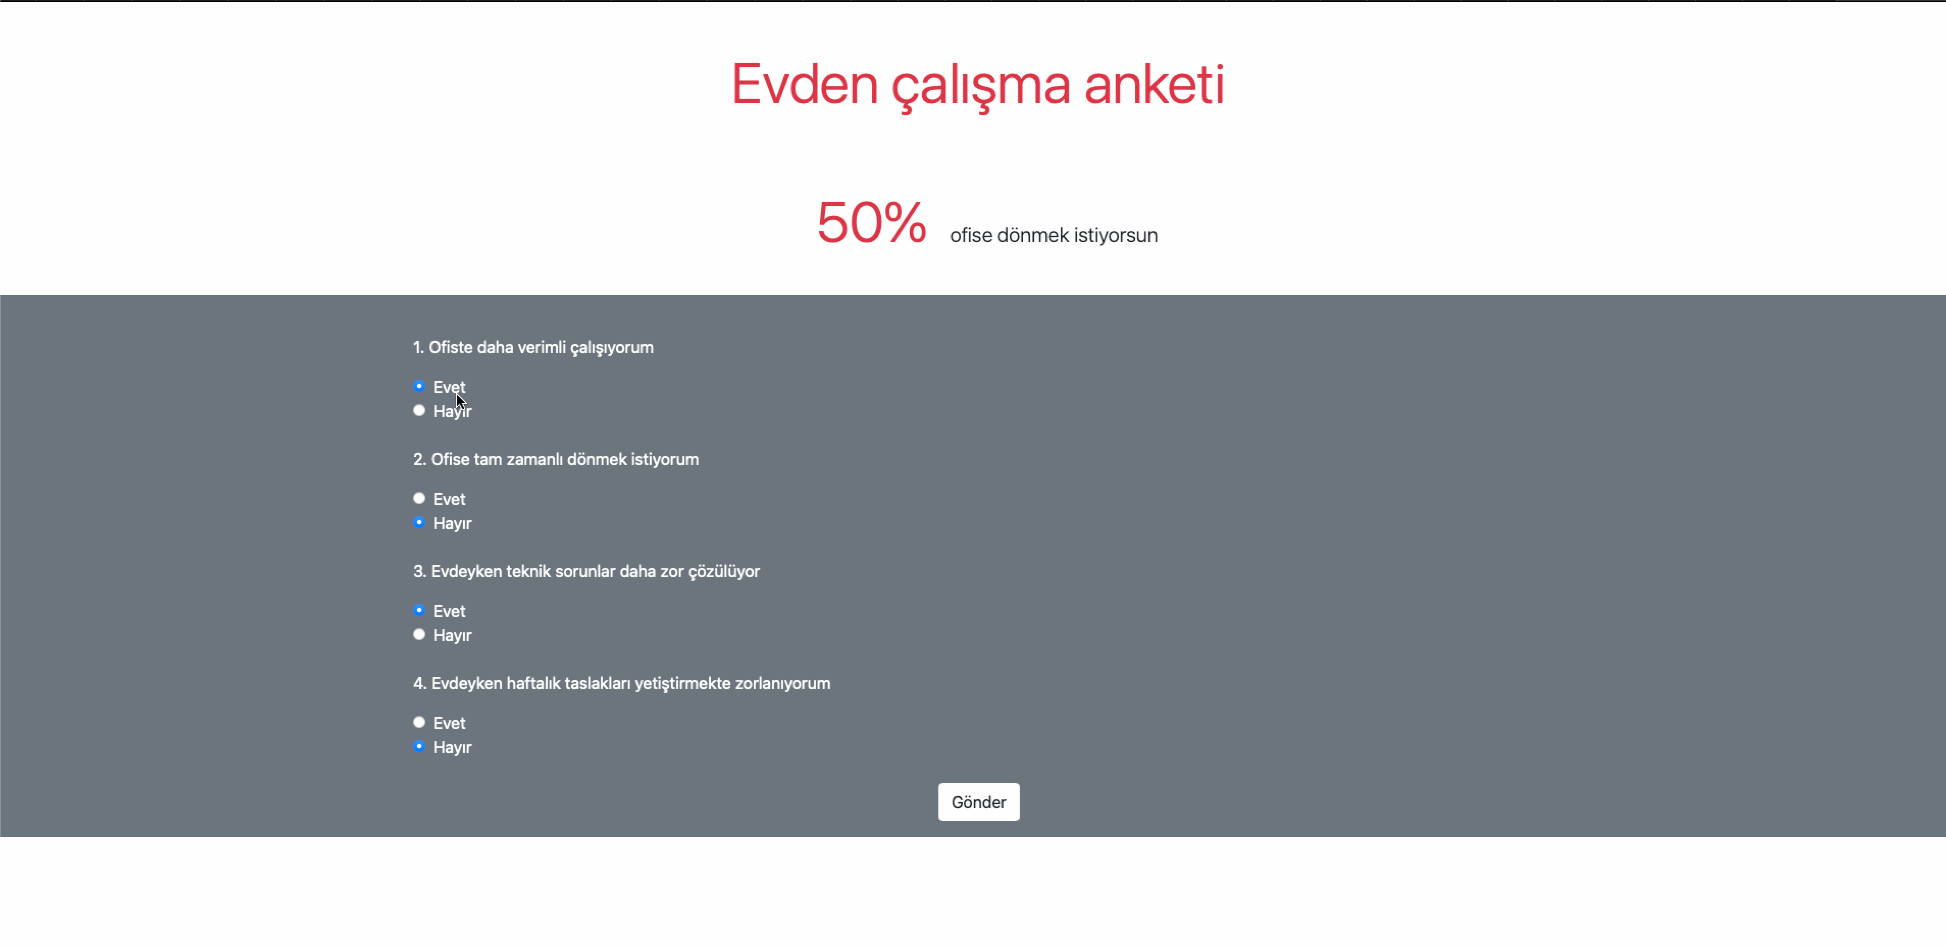 Evden çalışma anketi
50% ofise dönmek istiyorsun
1. Ofiste daha verimli çalışıyorum
Evet
Hayır
2. Ofise tam zamanlı dönmek istiyorum
Evet
Hayır
3. Evdeyken teknik sorunlar daha zor çözülüyor
Evet
Hayır
4. Evdeyken haftalık taslakları yetiştirmekte zorlanıyorum
Evet
Hayır
Gönder